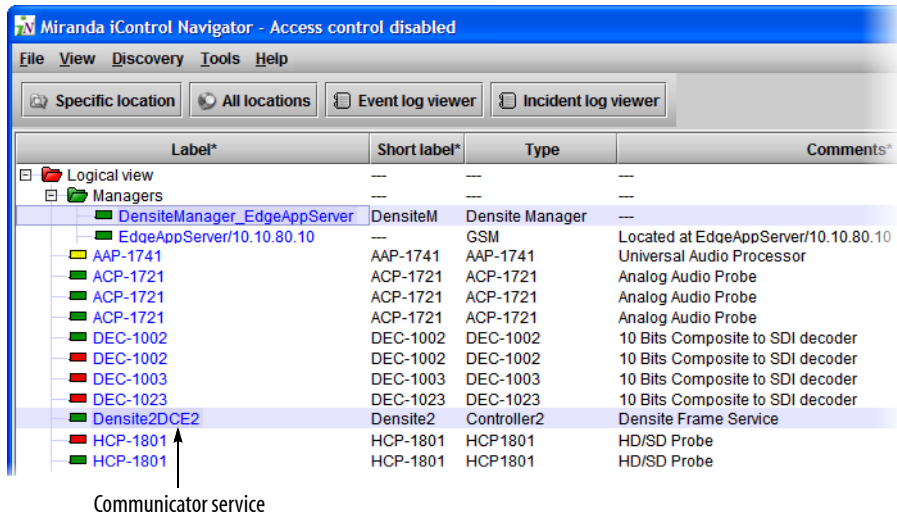 Miranda iControl Navigator - Access control disabled
File View Discovery Tools Help
Specific location All locations Event log viewer Incident log viewer
Label* Short label* Type Comments*
Logical view --- --- ---
Managers --- --- ---
DensiteManager_EdgeAppServer DensiteM Densite Manager ---
EdgeAppServer/10.10.80.10 --- GSM Located at EdgeAppServer/10.10.80.10
AAP-1741 AAP-1741 AAP-1741 Universal Audio Processor
ACP-1721 ACP-1721 ACP-1721 Analog Audio Probe
ACP-1721 ACP-1721 ACP-1721 Analog Audio Probe
ACP-1721 ACP-1721 ACP-1721 Analog Audio Probe
DEC-1002 DEC-1002 DEC-1002 10 Bits Composite to SDI decoder
DEC-1002 DEC-1002 DEC-1002 10 Bits Composite to SDI decoder
DEC-1003 DEC-1003 DEC-1003 10 Bits Composite to SDI decoder
DEC-1023 DEC-1023 DEC-1023 10 Bits Composite to SDI decoder
Densite2DCE2 Densite2 Controller2 Densite Frame Service
HCP-1801 HCP-1801 HCP1801 HD/SD Probe
HCP-1801 HCP-1801 HCP1801 HD/SD Probe
Communicator service